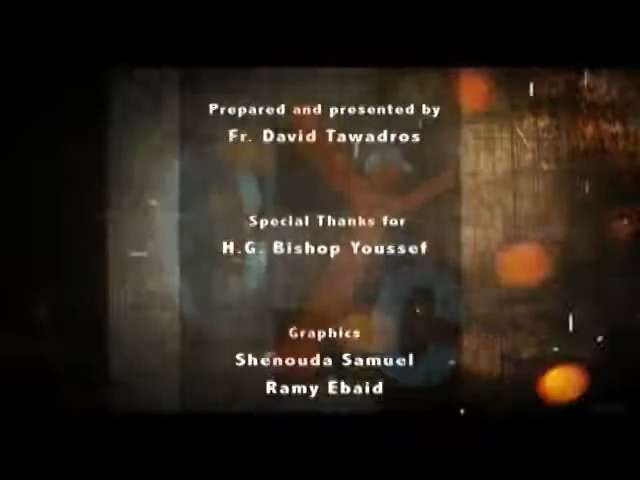 Prepared and presented by
Fr. David Tawadros
Special Thanks for
H.G. Bishop Youssef
Graphics
Shenouda Samuel
Ramy Ebaid